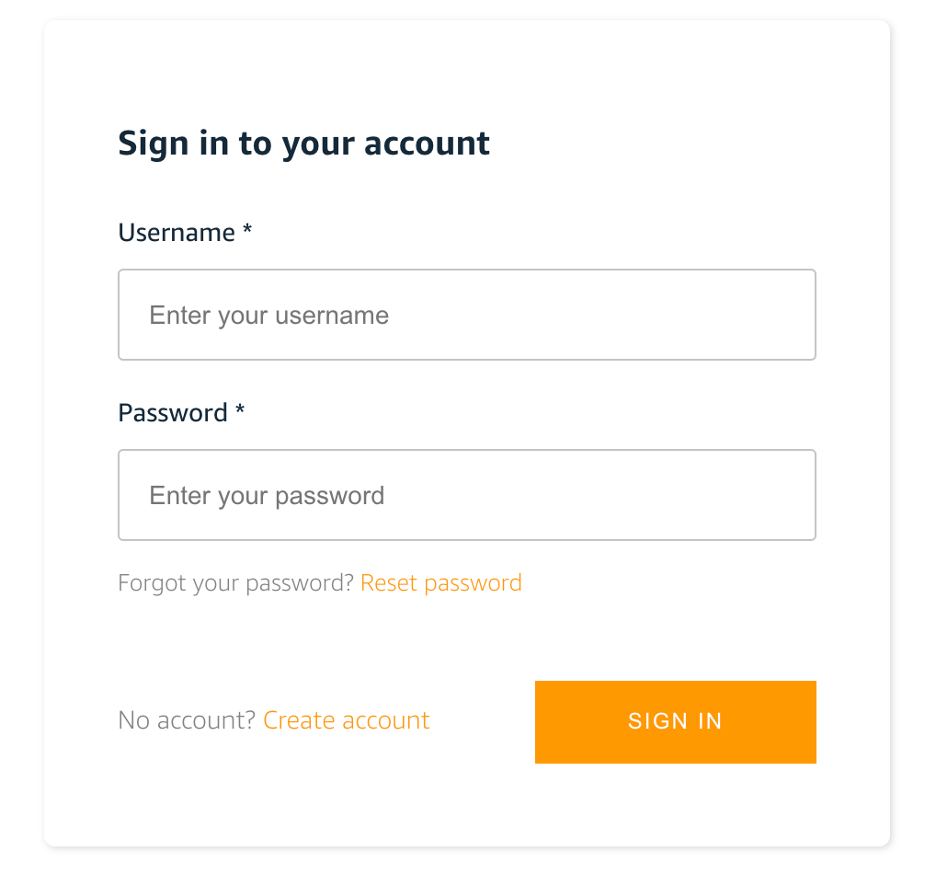 Sign in to your account
Username *
Enter your username
Password *
Enter your password
Forgot your password? Reset password
No account? Create account
SIGN IN